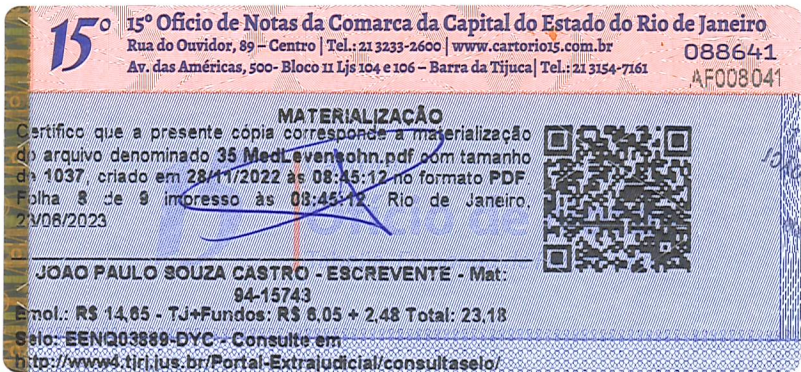 15º 15º Ofício de Notas da Comarca da Capital do Estado do Rio de Janeiro
Rua do Ouvidor, 89 – Centro | Tel.: 21 3233-2600 | www.cartorio15.com.br
Av. das Américas, 500- Bloco 11 Ljs 104 e 106 – Barra da Tijuca| Tel.: 21 3154-7161
088641
AF008041
MATERIALIZAÇÃO
Certifico que a presente cópia corresponde a materialização
do arquivo denominado 35 MedLevensohn.pdf com tamanho
de 1037, criado em 28/11/2022 às 08:45:12 no formato PDF.
Folha 8 de 9 impresso às 08:45:12. Rio de Janeiro,
/06/2023
15 Ofício de
JOAO PAULO SOUZA CASTRO - ESCREVENTE - Mat:
94-15743
Emol.: R$ 14,65 - TJ+Fundos: R$ 6,05 + 2,48 Total: 23,18
Selo: EENQ03889-DYC - Consulte em
http://www4.tjrj.jus.br/Portal-Extrajudicial/consultaselo/